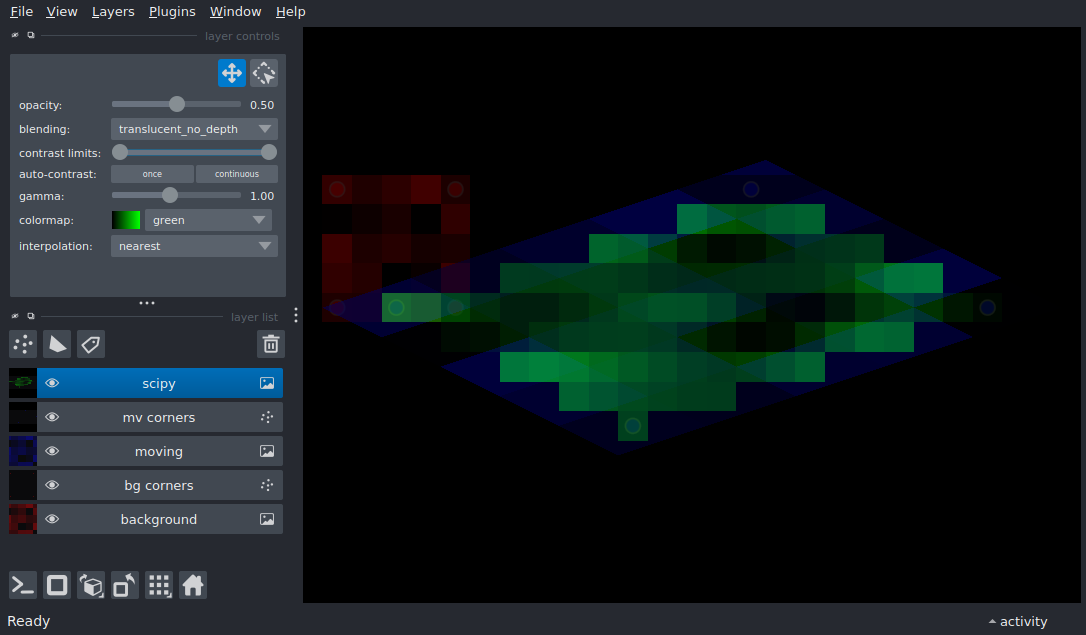 File View Layers Plugins Window Help
layer controls
opacity: 0.50
blending: translucent_no_depth
contrast limits:
auto-contrast: once continuous
gamma: 1.00
colormap: green
interpolation: nearest
layer list
scipy
mv corners
moving
bg corners
background
Ready activity